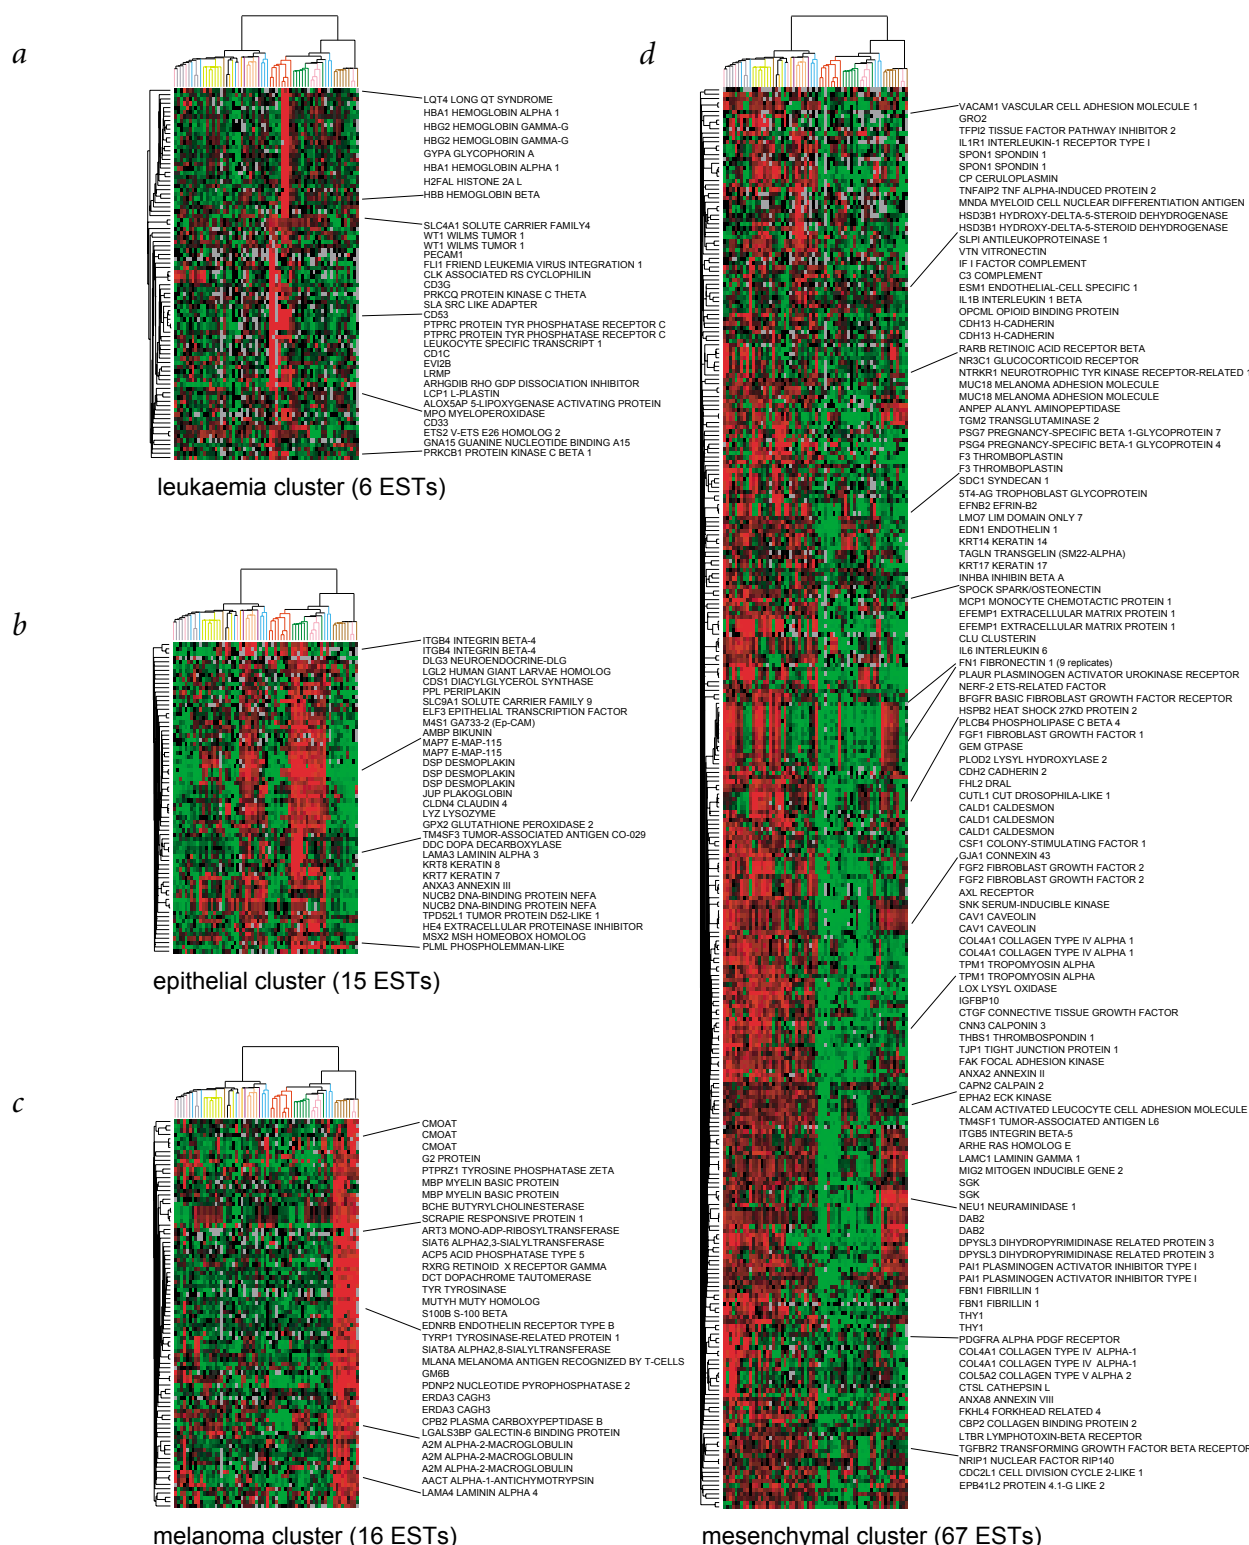 a
LQT4 LONG QT SYNDROME
HBA1 HEMOGLOBIN ALPHA 1
HBG2 HEMOGLOBIN GAMMA-G
HBG2 HEMOGLOBIN GAMMA-G
GYPA GLYCOPHORIN A
HBA1 HEMOGLOBIN ALPHA 1
H2FAL HISTONE 2A L
HBB HEMOGLOBIN BETA
SLC4A1 SOLUTE CARRIER FAMILY4
WT1 WILMS TUMOR 1
WT1 WILMS TUMOR 1
PECAM1
FLI1 FRIEND LEUKEMIA VIRUS INTEGRATION 1
CLK ASSOCIATED RS CYCLOPHILIN
CD3G
PRKCQ PROTEIN KINASE C THETA
SLA SRC LIKE ADAPTER
CD53
PTPRC PROTEIN TYR PHOSPHATASE RECEPTOR C
PTPRC PROTEIN TYR PHOSPHATASE RECEPTOR C
LEUKOCYTE SPECIFIC TRANSCRIPT 1
CD1C
EVI2B
LRMP
ARHGDIB RHO GDP DISSOCIATION INHIBITOR
LCP1 L-PLASTIN
ALOX5AP 5-LIPOXYGENASE ACTIVATING PROTEIN
MPO MYELOPEROXIDASE
CD33
ETS2 V-ETS E26 HOMOLOG 2
GNA15 GUANINE NUCLEOTIDE BINDING A15
PRKCB1 PROTEIN KINASE C BETA 1
leukaemia cluster (6 ESTs)
b
ITGB4 INTEGRIN BETA-4
ITGB4 INTEGRIN BETA-4
DLG3 NEUROENDOCRINE-DLG
LGL2 HUMAN GIANT LARVAE HOMOLOG
CDS1 DIACYLGLYCEROL SYNTHASE
PPL PERIPLAKIN
SLC9A1 SOLUTE CARRIER FAMILY 9
ELF3 EPITHELIAL TRANSCRIPTION FACTOR
M4S1 GA733-2 (Ep-CAM)
AMBP BIKUNIN
MAP7 E-MAP-115
MAP7 E-MAP-115
DSP DESMOPLAKIN
DSP DESMOPLAKIN
DSP DESMOPLAKIN
JUP PLAKOGLOBIN
CLDN4 CLAUDIN 4
LYZ LYSOZYME
GPX2 GLUTATHIONE PEROXIDASE 2
TM4SF3 TUMOR-ASSOCIATED ANTIGEN CO-029
DDC DOPA DECARBOXYLASE
LAMA3 LAMININ ALPHA 3
KRT8 KERATIN 8
KRT7 KERATIN 7
ANXA3 ANNEXIN III
NUCB2 DNA-BINDING PROTEIN NEFA
NUCB2 DNA-BINDING PROTEIN NEFA
TPD52L1 TUMOR PROTEIN D52-LIKE 1
HE4 EXTRACELLULAR PROTEINASE INHIBITOR
MSX2 MSH HOMEOBOX HOMOLOG
PLML PHOSPHOLEMMAN-LIKE
epithelial cluster (15 ESTs)
c
CMOAT
CMOAT
CMOAT
G2 PROTEIN
PTPRZ1 TYROSINE PHOSPHATASE ZETA
MBP MYELIN BASIC PROTEIN
MBP MYELIN BASIC PROTEIN
BCHE BUTYRYLCHOLINESTERASE
SCRAPIE RESPONSIVE PROTEIN 1
ART3 MONO-ADP-RIBOSYLTRANSFERASE
SIAT6 ALPHA2,3-SIALYLTRANSFERASE
ACP5 ACID PHOSPHATASE TYPE 5
RXRG RETINOID X RECEPTOR GAMMA
DCT DOPACHROME TAUTOMERASE
TYR TYROSINASE
MUTYH MUTY HOMOLOG
S100B S-100 BETA
EDNRB ENDOTHELIN RECEPTOR TYPE B
TYRP1 TYROSINASE-RELATED PROTEIN 1
SIAT8A ALPHA2,8-SIALYLTRANSFERASE
MLANA MELANOMA ANTIGEN RECOGNIZED BY T-CELLS
GM6B
PDNP2 NUCLEOTIDE PYROPHOSPHATASE 2
ERDA3 CAGH3
ERDA3 CAGH3
CPB2 PLASMA CARBOXYPEPTIDASE B
LGALS3BP GALECTIN-6 BINDING PROTEIN
A2M ALPHA-2-MACROGLOBULIN
A2M ALPHA-2-MACROGLOBULIN
A2M ALPHA-2-MACROGLOBULIN
AACT ALPHA-1-ANTICHYMOTRYPSIN
LAMA4 LAMININ ALPHA 4
melanoma cluster (16 ESTs)
d
VACAM1 VASCULAR CELL ADHESION MOLECULE 1
GRO2
TFPI2 TISSUE FACTOR PATHWAY INHIBITOR 2
IL1R1 INTERLEUKIN-1 RECEPTOR TYPE I
SPON1 SPONDIN 1
SPON1 SPONDIN 1
CP CERULOPLASMIN
TNFAIP2 TNF ALPHA-INDUCED PROTEIN 2
MNDA MYELOID CELL NUCLEAR DIFFERENTIATION ANTIGEN
HSD3B1 HYDROXY-DELTA-5-STEROID DEHYDROGENASE
HSD3B1 HYDROXY-DELTA-5-STEROID DEHYDROGENASE
SLPI ANTILEUKOPROTEINASE 1
VTN VITRONECTIN
IF I FACTOR COMPLEMENT
C3 COMPLEMENT
ESM1 ENDOTHELIAL-CELL SPECIFIC 1
IL1B INTERLEUKIN 1 BETA
OPCML OPIOID BINDING PROTEIN
CDH13 H-CADHERIN
CDH13 H-CADHERIN
RARB RETINOIC ACID RECEPTOR BETA
NR3C1 GLUCOCORTICOID RECEPTOR
NTRKR1 NEUROTROPHIC TYR KINASE RECEPTOR-RELATED 1
MUC18 MELANOMA ADHESION MOLECULE
MUC18 MELANOMA ADHESION MOLECULE
ANPEP ALANYL AMINOPEPTIDASE
TGM2 TRANSGLUTAMINASE 2
PSG7 PREGNANCY-SPECIFIC BETA 1-GLYCOPROTEIN 7
PSG4 PREGNANCY-SPECIFIC BETA-1 GLYCOPROTEIN 4
F3 THROMBOPLASTIN
F3 THROMBOPLASTIN
SDC1 SYNDECAN 1
5T4-AG TROPHOBLAST GLYCOPROTEIN
EFNB2 EFRIN-B2
LMO7 LIM DOMAIN ONLY 7
EDN1 ENDOTHELIN 1
KRT14 KERATIN 14
TAGLN TRANSGELIN (SM22-ALPHA)
KRT17 KERATIN 17
INHBA INHIBIN BETA A
SPOCK SPARK/OSTEONECTIN
MCP1 MONOCYTE CHEMOTACTIC PROTEIN 1
EFEMP1 EXTRACELLULAR MATRIX PROTEIN 1
EFEMP1 EXTRACELLULAR MATRIX PROTEIN 1
CLU CLUSTERIN
IL6 INTERLEUKIN 6
FN1 FIBRONECTIN 1 (9 replicates)
PLAUR PLASMINOGEN ACTIVATOR UROKINASE RECEPTOR
NERF-2 ETS-RELATED FACTOR
BFGFR BASIC FIBROBLAST GROWTH FACTOR RECEPTOR
HSPB2 HEAT SHOCK 27KD PROTEIN 2
PLCB4 PHOSPHOLIPASE C BETA 4
FGF1 FIBROBLAST GROWTH FACTOR 1
GEM GTPASE
PLOD2 LYSYL HYDROXYLASE 2
CDH2 CADHERIN 2
FHL2 DRAL
CUTL1 CUT DROSOPHILA-LIKE 1
CALD1 CALDESMON
CALD1 CALDESMON
CALD1 CALDESMON
CSF1 COLONY-STIMULATING FACTOR 1
GJA1 CONNEXIN 43
FGF2 FIBROBLAST GROWTH FACTOR 2
FGF2 FIBROBLAST GROWTH FACTOR 2
AXL RECEPTOR
SNK SERUM-INDUCIBLE KINASE
CAV1 CAVEOLIN
CAV1 CAVEOLIN
COL4A1 COLLAGEN TYPE IV ALPHA 1
COL4A1 COLLAGEN TYPE IV ALPHA 1
TPM1 TROPOMYOSIN ALPHA
TPM1 TROPOMYOSIN ALPHA
LOX LYSYL OXIDASE
IGFBP10
CTGF CONNECTIVE TISSUE GROWTH FACTOR
CNN3 CALPONIN 3
THBS1 THROMBOSPONDIN 1
TJP1 TIGHT JUNCTION PROTEIN 1
FAK FOCAL ADHESION KINASE
ANXA2 ANNEXIN II
CAPN2 CALPAIN 2
EPHA2 ECK KINASE
ALCAM ACTIVATED LEUCOCYTE CELL ADHESION MOLECULE
TM4SF1 TUMOR-ASSOCIATED ANTIGEN L6
ITGB5 INTEGRIN BETA-5
ARHE RAS HOMOLOG E
LAMC1 LAMININ GAMMA 1
MIG2 MITOGEN INDUCIBLE GENE 2
SGK
SGK
NEU1 NEURAMINIDASE 1
DAB2
DAB2
DPYSL3 DIHYDROPYRIMIDINASE RELATED PROTEIN 3
DPYSL3 DIHYDROPYRIMIDINASE RELATED PROTEIN 3
PAI1 PLASMINOGEN ACTIVATOR INHIBITOR TYPE I
PAI1 PLASMINOGEN ACTIVATOR INHIBITOR TYPE I
FBN1 FIBRILLIN 1
FBN1 FIBRILLIN 1
THY1
THY1
PDGFRA ALPHA PDGF RECEPTOR
COL4A1 COLLAGEN TYPE IV ALPHA-1
COL4A1 COLLAGEN TYPE IV ALPHA-1
COL5A2 COLLAGEN TYPE V ALPHA 2
CTSL CATHEPSIN L
ANXA8 ANNEXIN VIII
FKHL4 FORKHEAD RELATED 4
CBP2 COLLAGEN BINDING PROTEIN 2
LTBR LYMPHOTOXIN-BETA RECEPTOR
TGFBR2 TRANSFORMING GROWTH FACTOR BETA RECEPTOR
NRIP1 NUCLEAR FACTOR RIP140
CDC2L1 CELL DIVISION CYCLE 2-LIKE 1
EPB41L2 PROTEIN 4.1-G LIKE 2
mesenchymal cluster (67 ESTs)